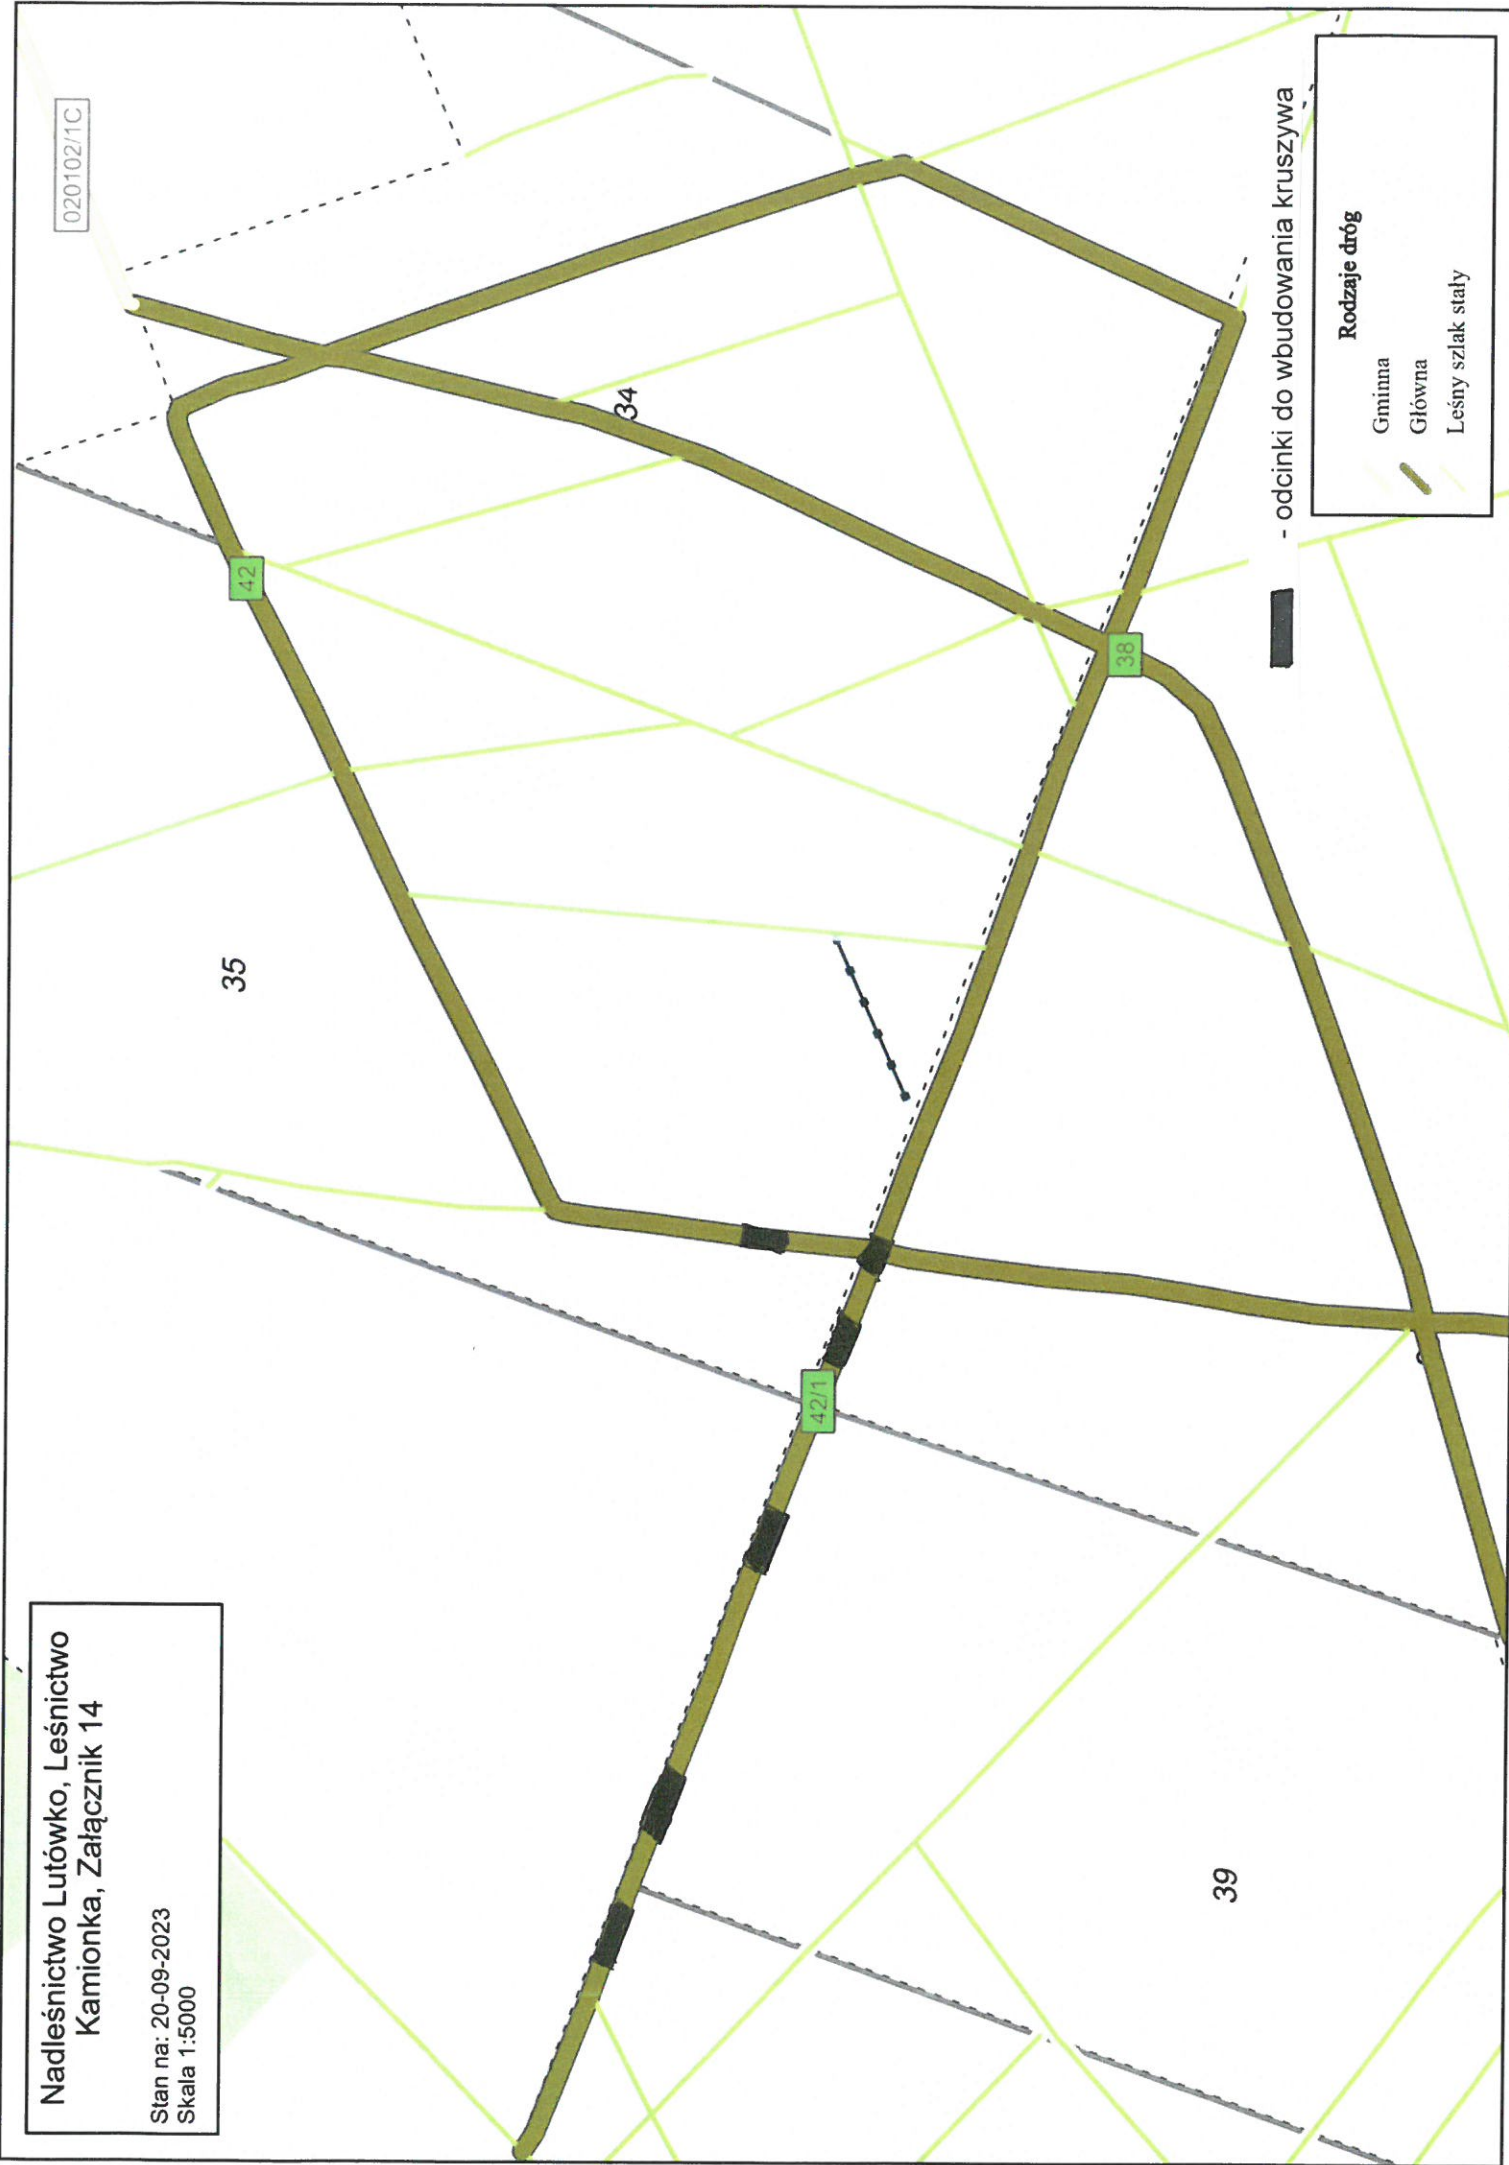 Nadleśnictwo Lutówko, Leśnictwo
Kamionka, Załącznik 14
Stan na: 20-09-2023
Skala 1:5000
020102/1C
35
42
34
42/1
38
39
- odcinki do wbudowania kruszywa
Rodzaje dróg
Gminna
Główna
Leśny szlak stały